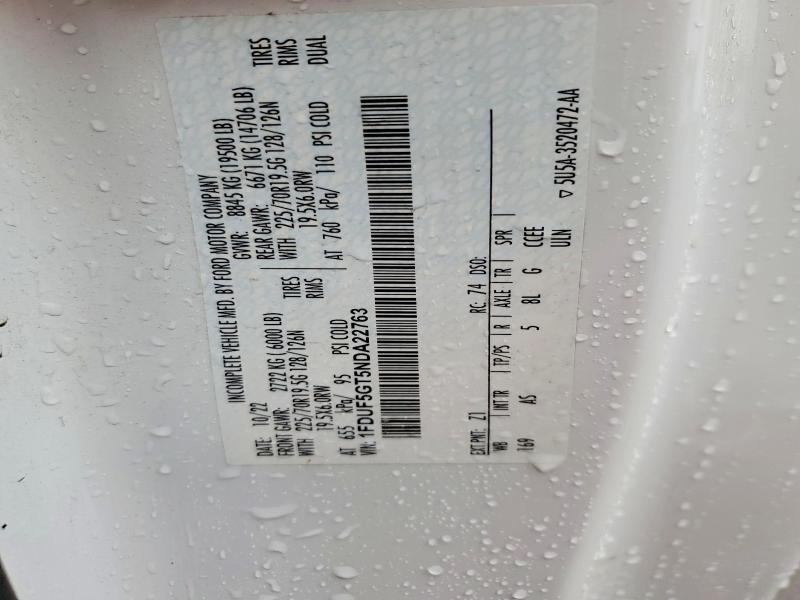 INCOMPLETE VEHICLE MFD. BY FORD MOTOR COMPANY
DATE: 10/22 GVWR: 8845 KG (19500 LB)
FRONT GAWR: 2722 KG (6000 LB) REAR GAWR: 6671 KG (14706 LB)
WITH 225/70R19.5G 128/126N TIRES WITH 225/70R19.5G 128/126N TIRES
19.5X6.0RW RIMS 19.5X6.0RW RIMS
AT 655 kPa/ 95 PSI COLD AT 760 kPa/ 110 PSI COLD DUAL
VIN: 1FDUF5GT5NDA22763
EXT PNT: Z1 RC: 74 DSO:
WB INT TR TP/PS R AXLE TR SPR
169 AS 5 BL G CCEE
ULN
▽ 5U5A-3520472-AA